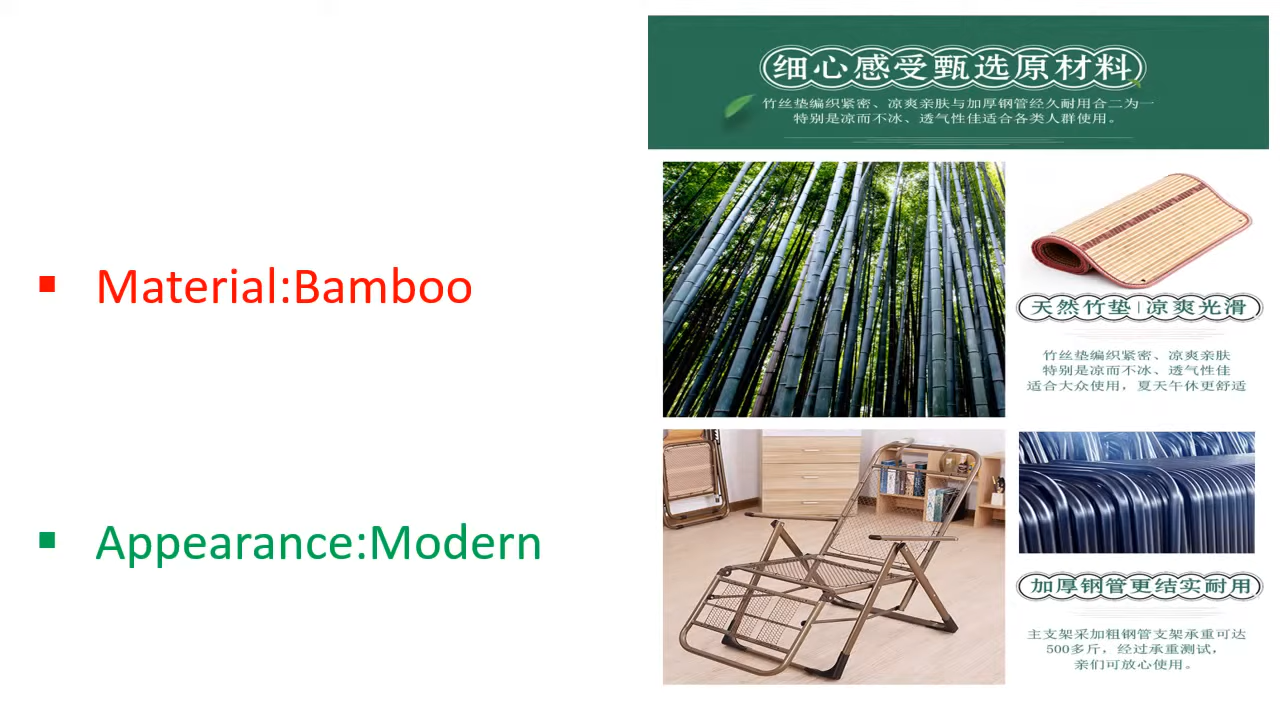 Material:Bamboo
Appearance:Modern
细心感受甄选原材料
竹丝垫编织紧密、凉爽亲肤与加厚钢管经久耐用合二为一
特别是凉而不冰、透气性佳适合各类人群使用。
天然竹垫|凉爽光滑
竹丝垫编织紧密、凉爽亲肤
特别是凉而不冰、透气性佳
适合大众使用，夏天午休更舒适
加厚钢管更结实耐用
主支架采加粗钢管支架承重可达
500多斤，经过承重测试，
亲们可放心使用。